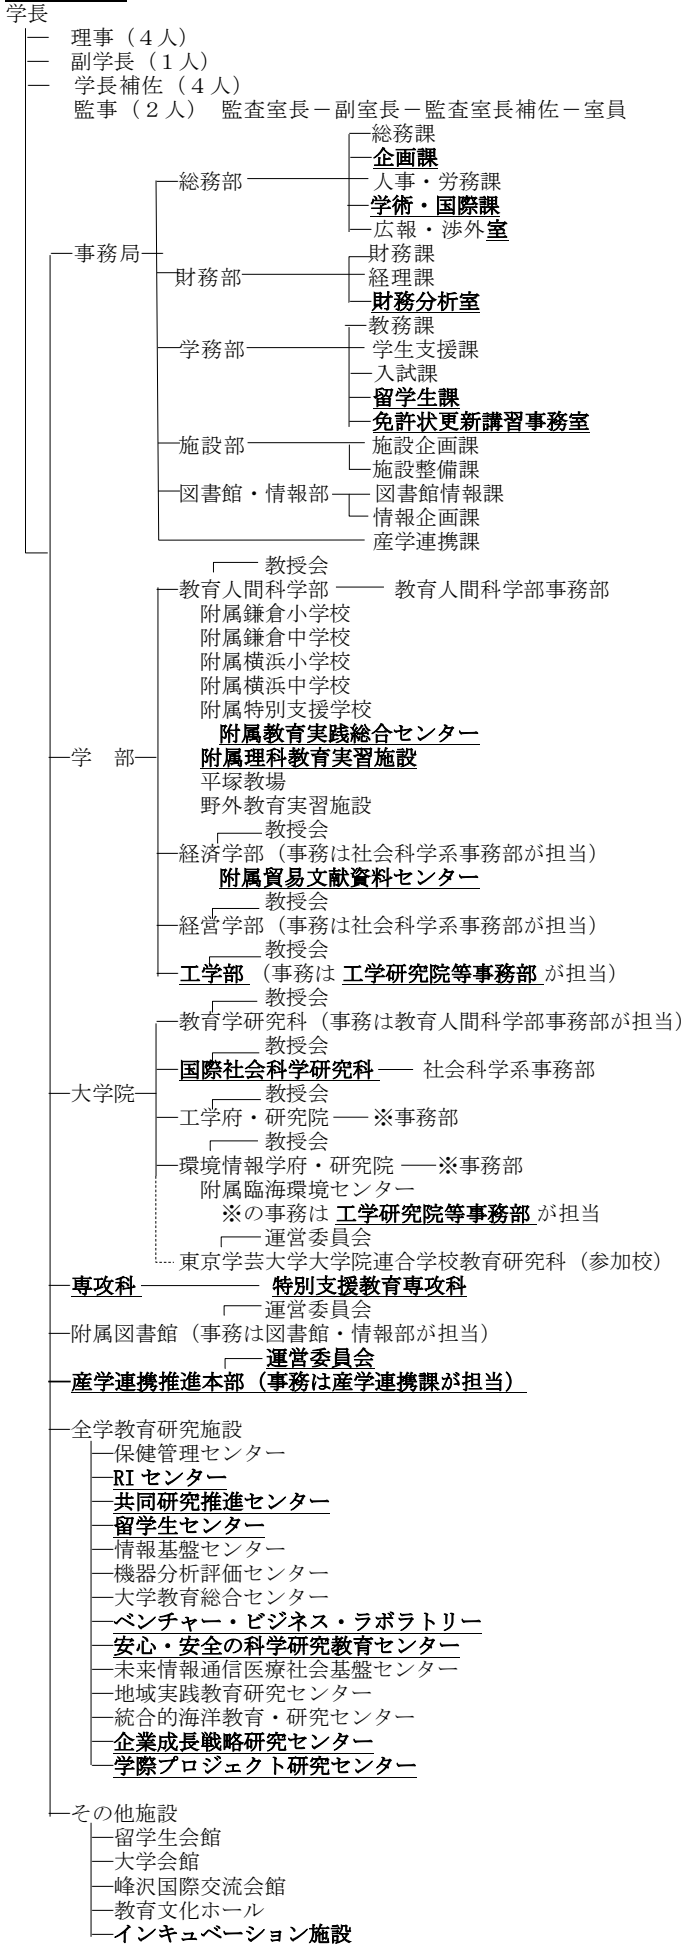 学長
理事（４人）
副学長（１人）
学長補佐（４人）
監事（２人）　監査室長－副室長－監査室長補佐－室員
総務課
企画課
総務部　人事・労務課
学術・国際課
広報・渉外室
事務局　財務課
財務部　経理課
財務分析室
教務課
学務部　学生支援課
入試課
留学生課
免許状更新講習事務室
施設部　施設企画課
施設整備課
図書館・情報部　図書館情報課
情報企画課
産学連携課
教授会
教育人間科学部　教育人間科学部事務部
附属鎌倉小学校
附属鎌倉中学校
附属横浜小学校
附属横浜中学校
附属特別支援学校
附属教育実践総合センター
学　部　附属理科教育実習施設
平塚教場
野外教育実習施設
教授会
経済学部（事務は社会科学系事務部が担当）
附属貿易文献資料センター
教授会
経営学部（事務は社会科学系事務部が担当）
教授会
工学部（事務は工学研究院等事務部が担当）
教授会
教育学研究科（事務は教育人間科学部事務部が担当）
教授会
国際社会科学研究科　社会科学系事務部
大学院　教授会
工学府・研究院　※事務部
教授会
環境情報学府・研究院　※事務部
附属臨海環境センター
※の事務は工学研究院等事務部が担当
運営委員会
東京学芸大学大学院連合学校教育研究科（参加校）
専攻科　特別支援教育専攻科
運営委員会
附属図書館（事務は図書館・情報部が担当）
運営委員会
産学連携推進本部（事務は産学連携課が担当）
全学教育研究施設
保健管理センター
RI センター
共同研究推進センター
留学生センター
情報基盤センター
機器分析評価センター
大学教育総合センター
ベンチャー・ビジネス・ラボラトリー
安心・安全の科学研究教育センター
未来情報通信医療社会基盤センター
地域実践教育研究センター
統合的海洋教育・研究センター
企業成長戦略研究センター
学際プロジェクト研究センター
その他施設
留学生会館
大学会館
峰沢国際交流会館
教育文化ホール
インキュベーション施設